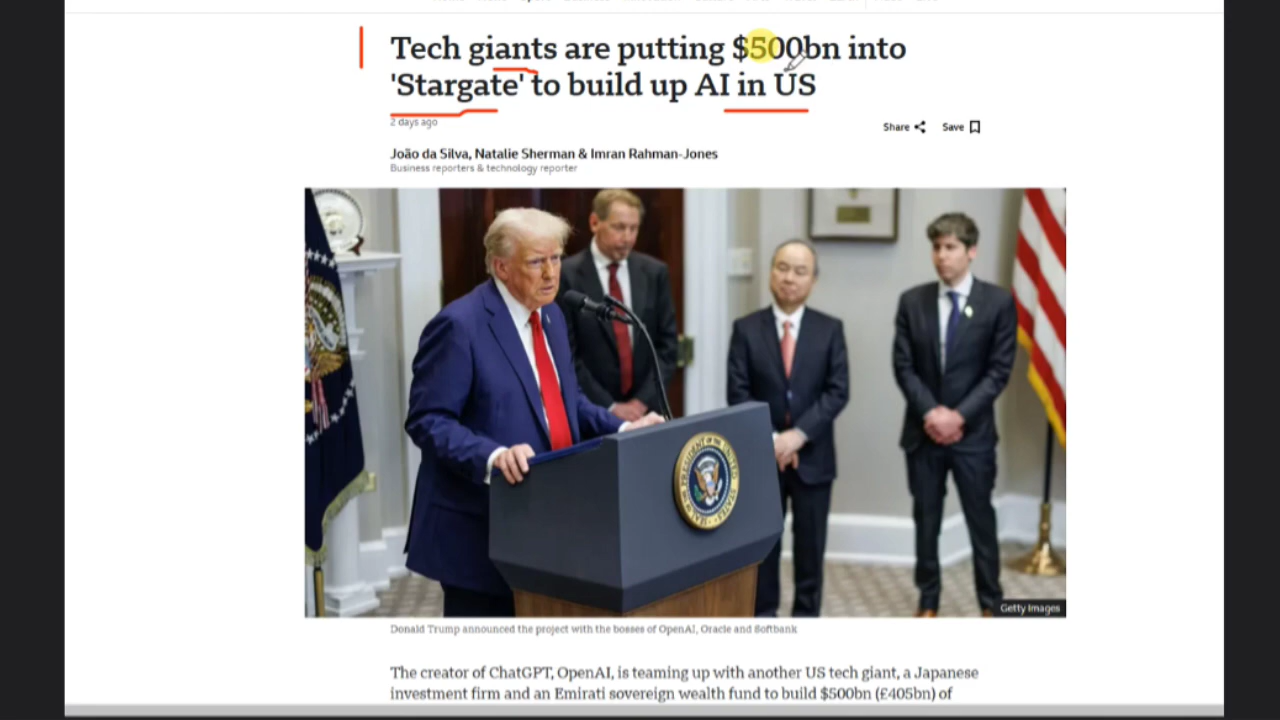 Tech giants are putting $500bn into
'Stargate' to build up AI in US
2 days ago
Share
Save
João da Silva, Natalie Sherman & Imran Rahman-Jones
Business reporters & technology reporter
Getty Images
Donald Trump announced the project with the bosses of OpenAI, Oracle and Softbank
The creator of ChatGPT, OpenAI, is teaming up with another US tech giant, a Japanese
investment firm and an Emirati sovereign wealth fund to build $500bn (£405bn) of